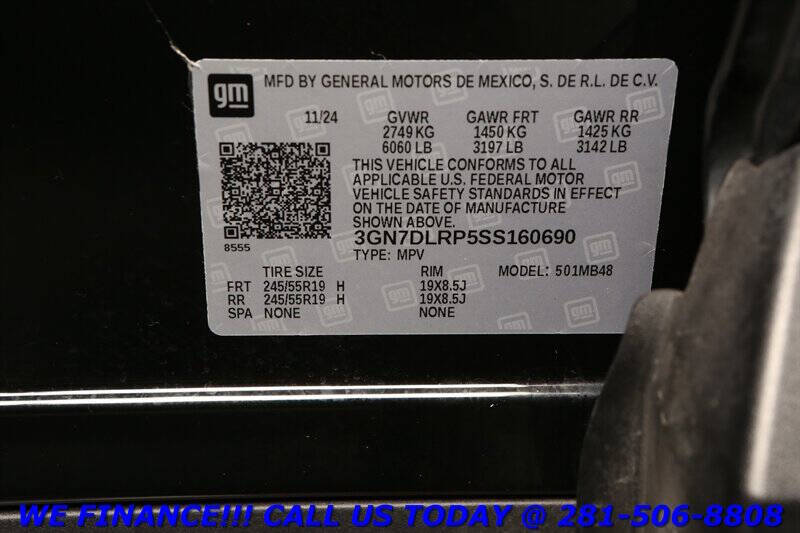 gm
MFD BY GENERAL MOTORS DE MEXICO, S. DE R.L. DE C.V.
11/24 GVWR GAWR FRT GAWR RR
2749 KG 1450 KG 1425 KG
6060 LB 3197 LB 3142 LB
THIS VEHICLE CONFORMS TO ALL
APPLICABLE U.S. FEDERAL MOTOR
VEHICLE SAFETY STANDARDS IN EFFECT
ON THE DATE OF MANUFACTURE
SHOWN ABOVE.
8555
3GN7DLRP5SS160690
TYPE: MPV
TIRE SIZE RIM MODEL: 501MB48
FRT 245/55R19 H 19X8.5J
RR 245/55R19 H 19X8.5J
SPA NONE NONE
WE FINANCE!!! CALL US TODAY @ 281-506-8808